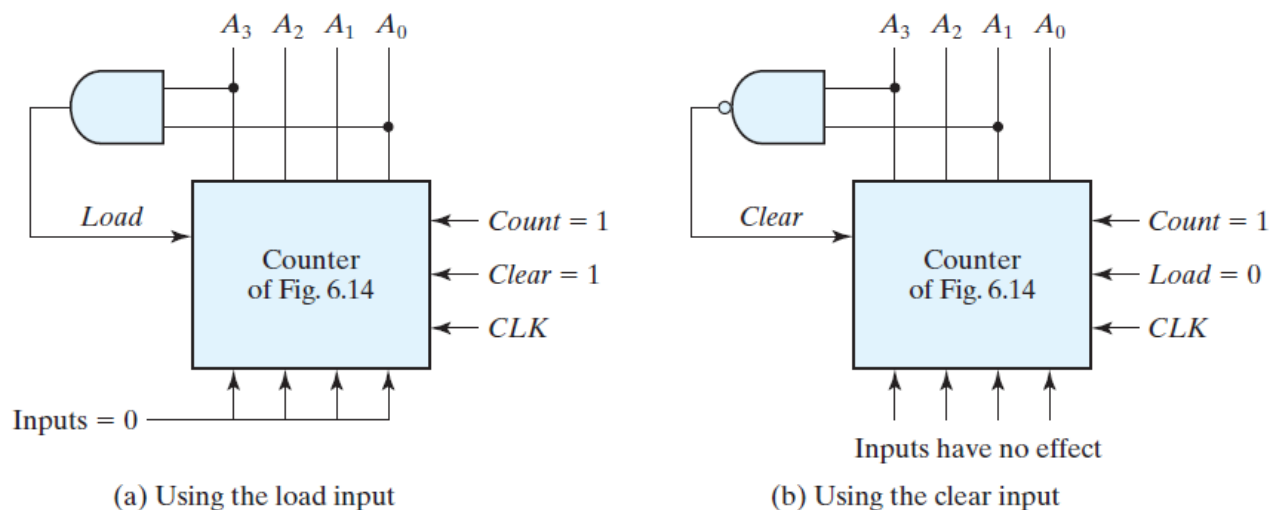 A₃ A₂ A₁ A₀
Load
Counter
of Fig. 6.14
Count = 1
Clear = 1
CLK
Inputs = 0
(a) Using the load input
A₃ A₂ A₁ A₀
Clear
Counter
of Fig. 6.14
Count = 1
Load = 0
CLK
Inputs have no effect
(b) Using the clear input